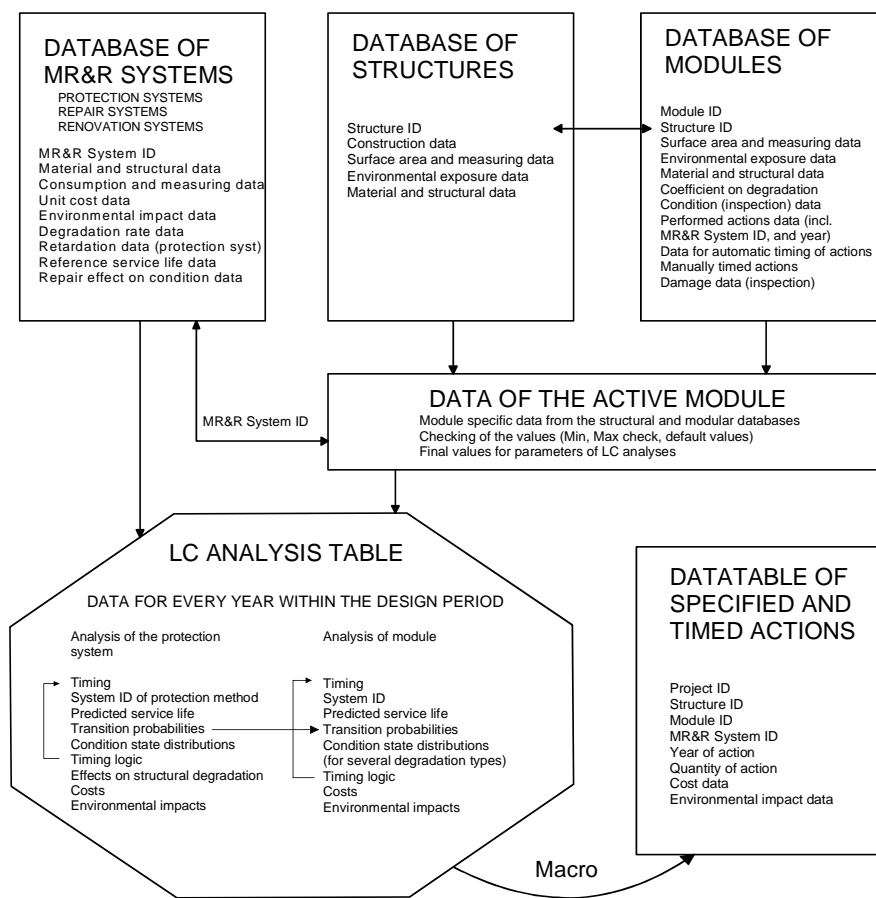 DATABASE OF
MR&R SYSTEMS
PROTECTION SYSTEMS
REPAIR SYSTEMS
RENOVATION SYSTEMS
MR&R System ID
Material and structural data
Consumption and measuring data
Unit cost data
Environmental impact data
Degradation rate data
Retardation data (protection syst)
Reference service life data
Repair effect on condition data
DATABASE OF
STRUCTURES
Structure ID
Construction data
Surface area and measuring data
Environmental exposure data
Material and structural data
DATABASE OF
MODULES
Module ID
Structure ID
Surface area and measuring data
Environmental exposure data
Material and structural data
Coefficient on degradation
Condition (inspection) data
Performed actions data (incl.
MR&R System ID, and year)
Data for automatic timing of actions
Manually timed actions
Damage data (inspection)
MR&R System ID
DATA OF THE ACTIVE MODULE
Module specific data from the structural and modular databases
Checking of the values (Min, Max check, default values)
Final values for parameters of LC analyses
LC ANALYSIS TABLE
DATA FOR EVERY YEAR WITHIN THE DESIGN PERIOD
Analysis of the protection
system
Timing
System ID of protection method
Predicted service life
Transition probabilities
Condition state distributions
Timing logic
Effects on structural degradation
Costs
Environmental impacts
Analysis of module
Timing
System ID
Predicted service life
Transition probabilities
Condition state distributions
(for several degradation types)
Timing logic
Costs
Environmental impacts
Macro
DATATABLE OF
SPECIFIED AND
TIMED ACTIONS
Project ID
Structure ID
Module ID
MR&R System ID
Year of action
Quantity of action
Cost data
Environmental impact data